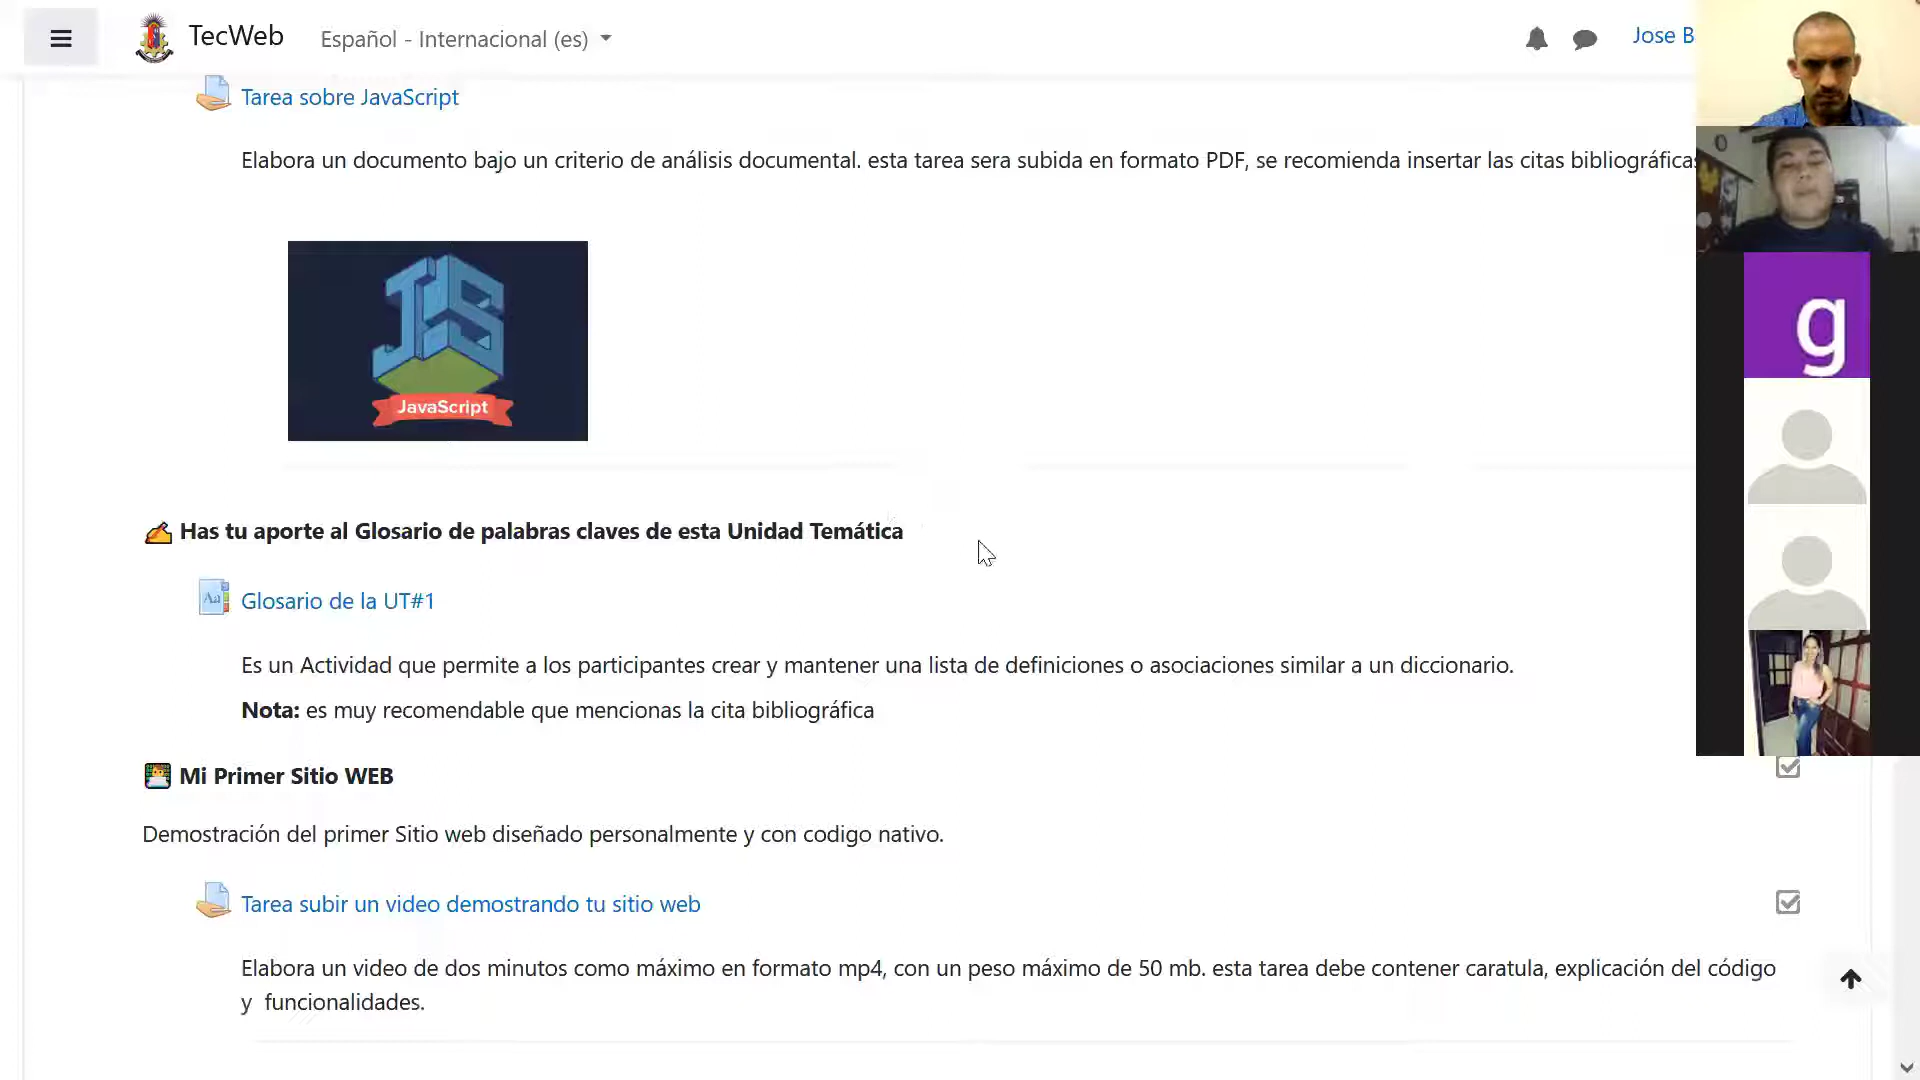 TecWeb Español - Internacional (es) Jose B
Tarea sobre JavaScript
Elabora un documento bajo un criterio de análisis documental. esta tarea sera subida en formato PDF, se recomienda insertar las citas bibliográficas
JS
JavaScript
Has tu aporte al Glosario de palabras claves de esta Unidad Temática
Aa Glosario de la UT#1
Es un Actividad que permite a los participantes crear y mantener una lista de definiciones o asociaciones similar a un diccionario.
Nota: es muy recomendable que mencionas la cita bibliográfica
Mi Primer Sitio WEB
Demostración del primer Sitio web diseñado personalmente y con codigo nativo.
Tarea subir un video demostrando tu sitio web
Elabora un video de dos minutos como máximo en formato mp4, con un peso máximo de 50 mb. esta tarea debe contener caratula, explicación del código
y funcionalidades.
g